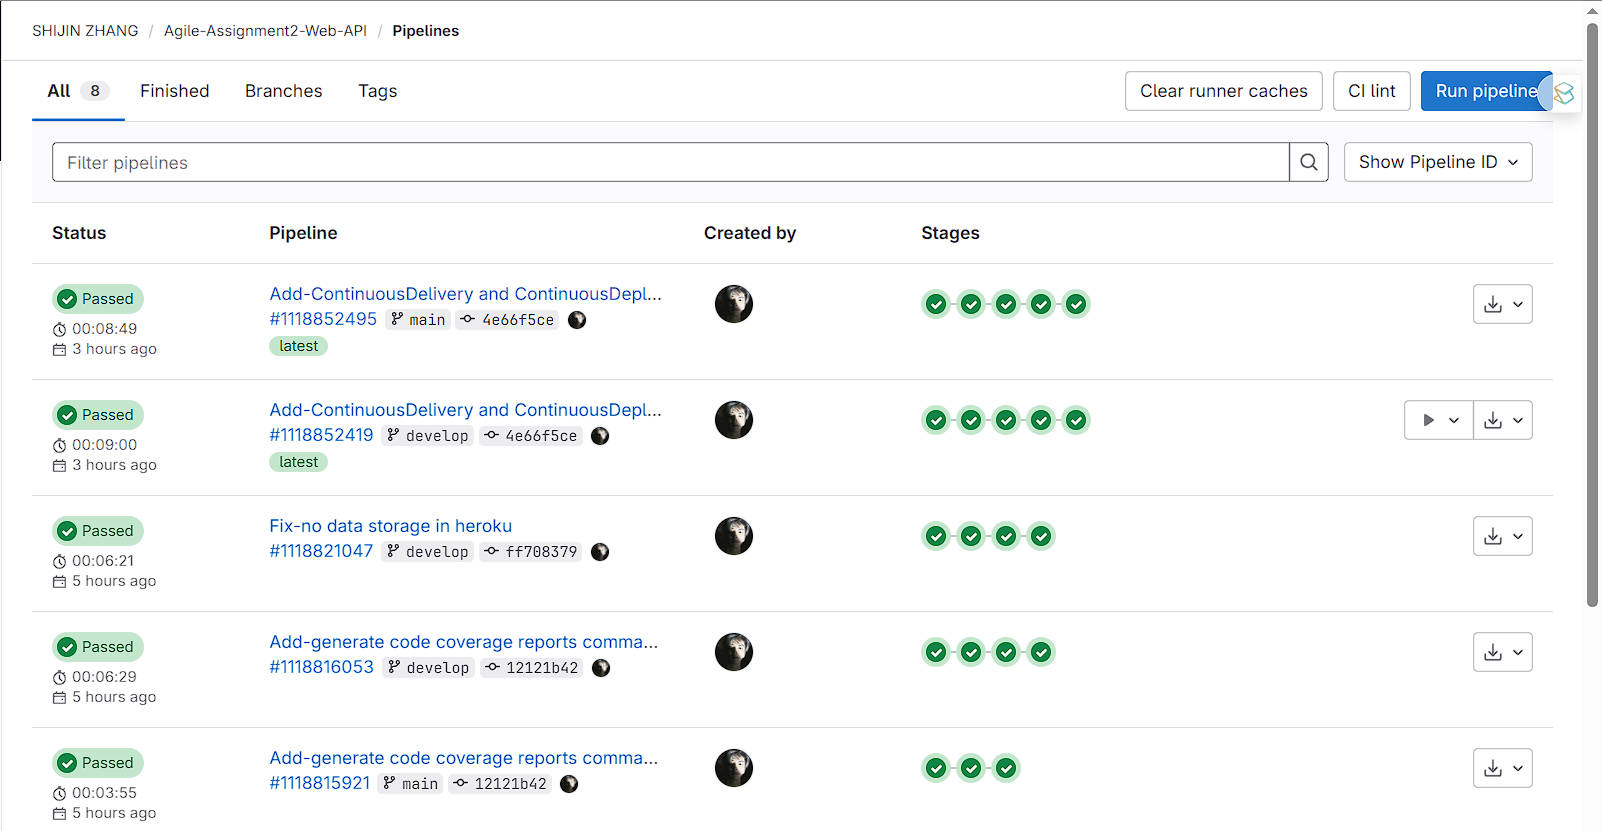 SHIJIN ZHANG / Agile-Assignment2-Web-API / Pipelines
All 8 Finished Branches Tags Clear runner caches CI lint Run pipeline
Filter pipelines Show Pipeline ID
Status Pipeline Created by Stages
Passed Add-ContinuousDelivery and ContinuousDepl...
00:08:49 #1118852495 main 4e66f5ce
3 hours ago latest
Passed Add-ContinuousDelivery and ContinuousDepl...
00:09:00 #1118852419 develop 4e66f5ce
3 hours ago latest
Passed Fix-no data storage in heroku
00:06:21 #1118821047 develop ff708379
5 hours ago
Passed Add-generate code coverage reports comma...
00:06:29 #1118816053 develop 12121b42
5 hours ago
Passed Add-generate code coverage reports comma...
00:03:55 #1118815921 main 12121b42
5 hours ago